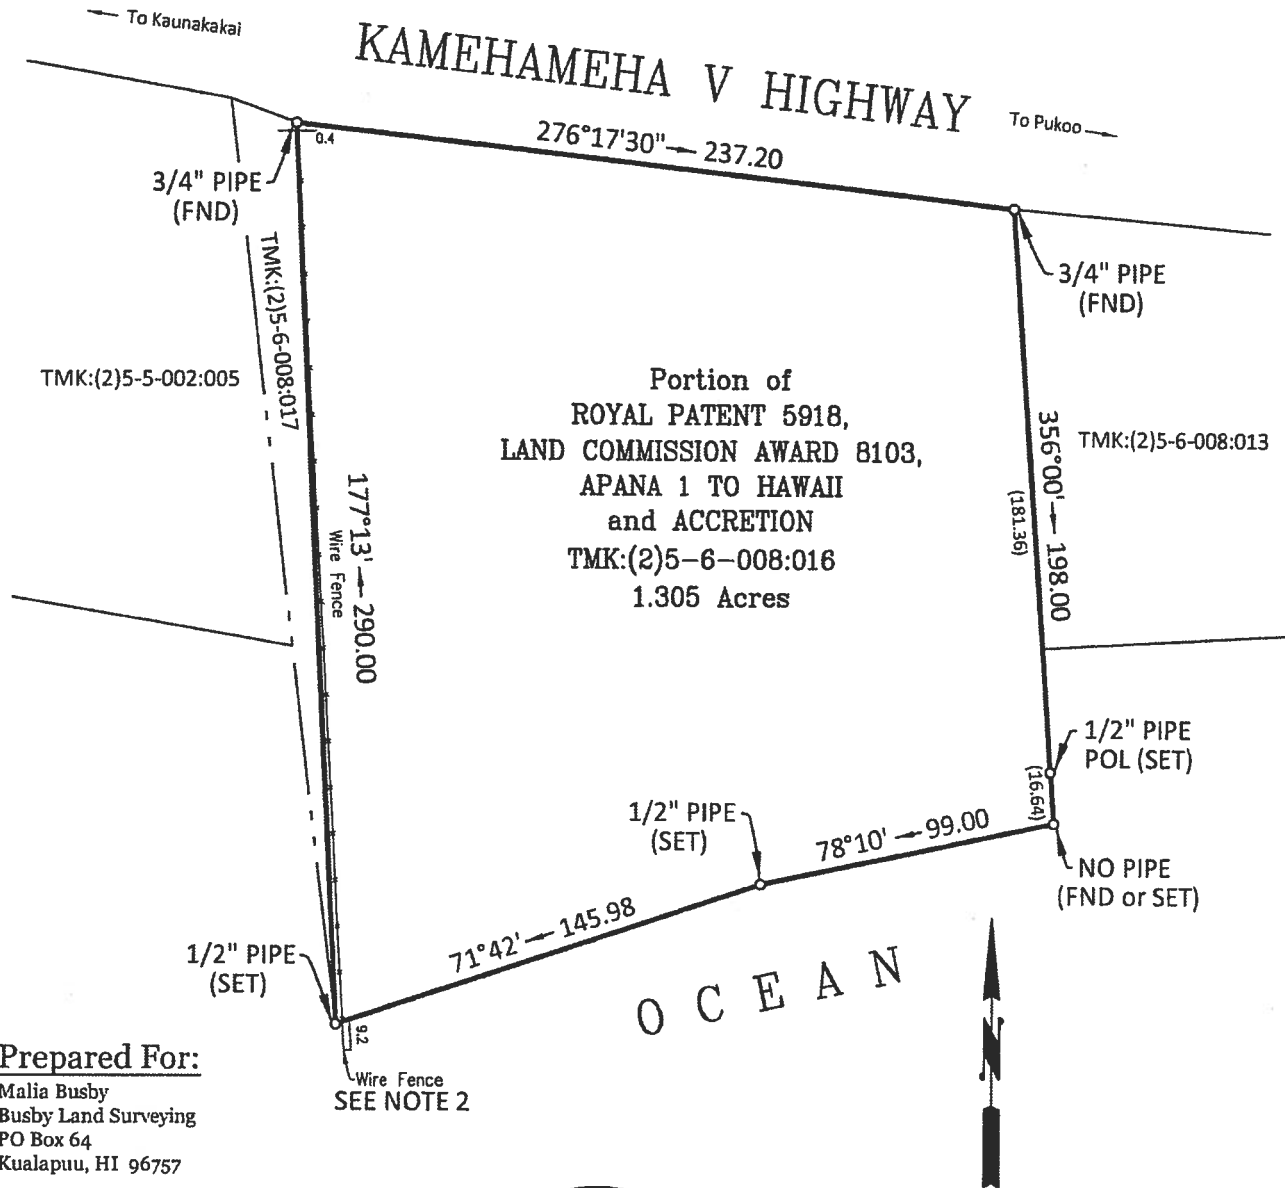 To Kaunakakai
KAMEHAMEHA V HIGHWAY
To Pukoo
276°17'30" 237.20
0.4
3/4" PIPE
(FND)
3/4" PIPE
(FND)
TMK:(2)5-6-008:017
TMK:(2)5-5-002:005
Portion of
ROYAL PATENT 5918,
LAND COMMISSION AWARD 8103,
APANA 1 TO HAWAII
and ACCRETION
TMK:(2)5-6-008:016
1.305 Acres
356°00' 198.00
(181.36)
TMK:(2)5-6-008:013
177°13' 290.00
Wire Fence
1/2" PIPE
POL (SET)
(16.64)
1/2" PIPE
(SET)
78°10' 99.00
NO PIPE
(FND or SET)
71°42' 145.98
1/2" PIPE
(SET)
OCEAN
N
9.2
Wire Fence
SEE NOTE 2
Prepared For:
Malia Busby
Busby Land Surveying
PO Box 64
Kualapuu, HI 96757